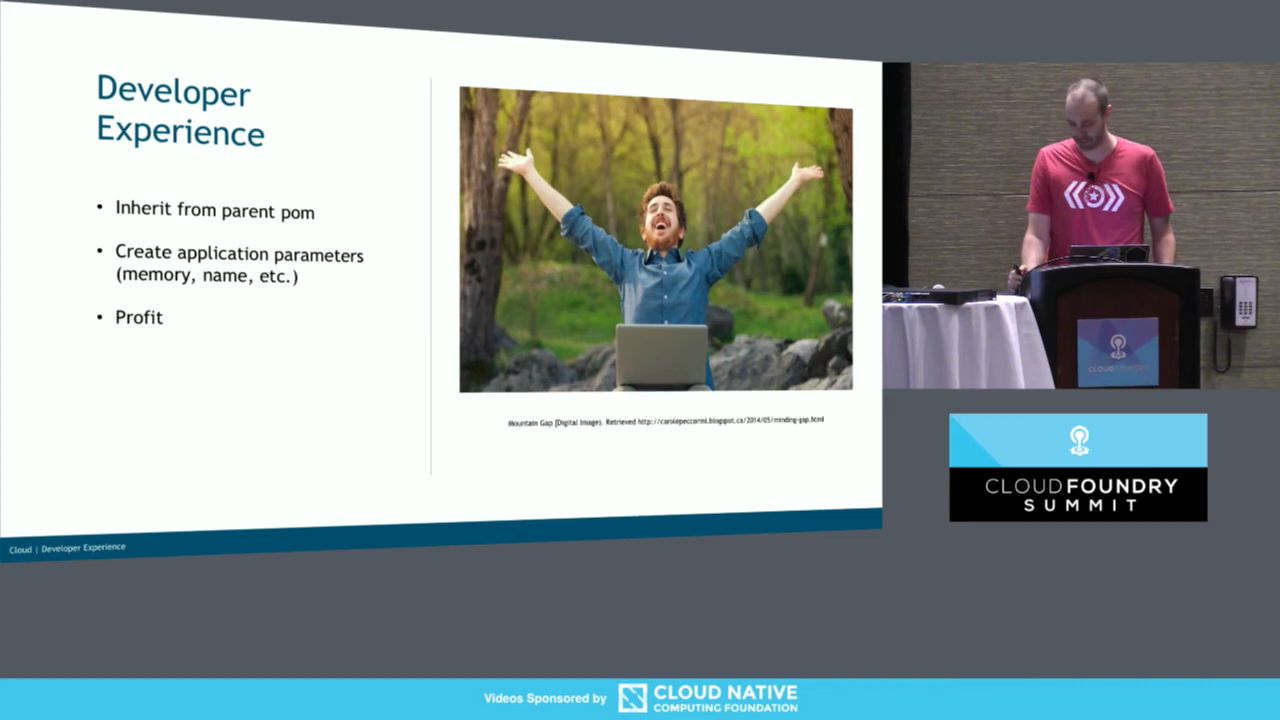 Developer
Experience
• Inherit from parent pom
• Create application parameters
(memory, name, etc.)
• Profit
Mountain Gap [Digital Image]. Retrieved http://carolepeccorini.blogspot.ca/2014/05/minding-gap.html
Cloud | Developer Experience
CLOUD FOUNDRY
SUMMIT
Videos Sponsored by
CLOUD NATIVE
COMPUTING FOUNDATION